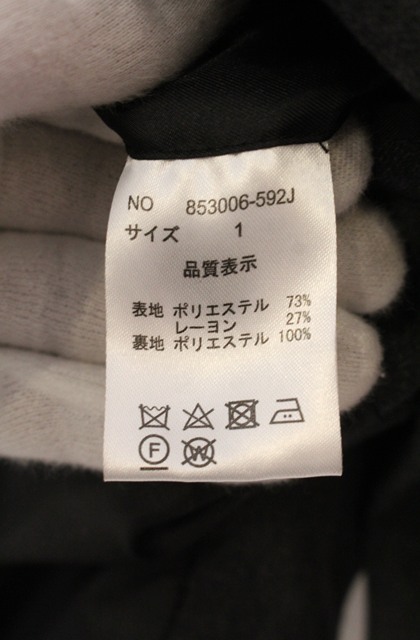 NO 853006-592J
サイズ 1
品質表示
表地 ポリエステル 73%
レーヨン 27%
裏地 ポリエステル 100%
F W